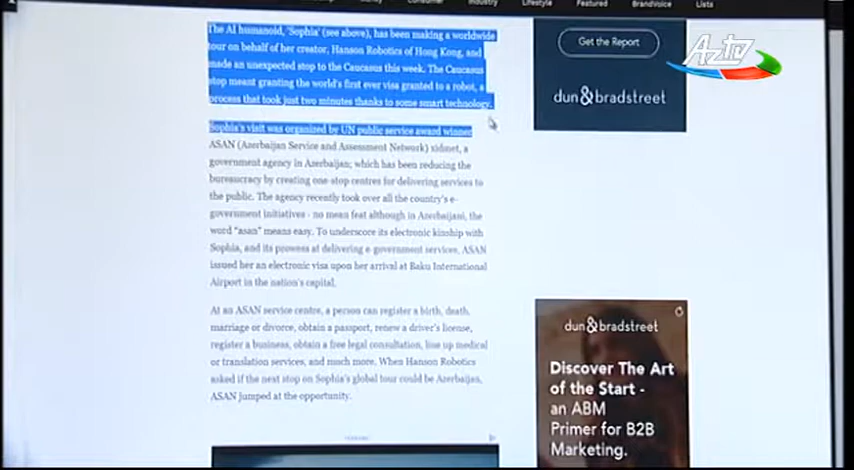 Consumer
Industry
Lifestyle
Featured
BrandVoice
Lists
The AI humanoid, 'Sophia' (see above), has been making a worldwide
tour on behalf of her creator, Hanson Robotics of Hong Kong, and
made an unexpected stop to the Caucasus this week. The Caucasus
stop meant granting the world's first ever visa granted to a robot, a
process that took just two minutes thanks to some smart technology.
Sophia's visit was organised by UN public service award winner
ASAN (Azerbaijan Service and Assessment Network) xidmet, a
government agency in Azerbaijan; which has been reducing the
bureaucracy by creating one-stop centres for delivering services to
the public. The agency recently took over all the country's e-
government initiatives - no mean feat although in Azerbaijani, the
word "asan" means easy. To underscore its electronic kinship with
Sophia, and its prowess at delivering e-government services, ASAN
issued her an electronic visa upon her arrival at Baku International
Airport in the nation's capital.
At an ASAN service centre, a person can register a birth, death,
marriage or divorce, obtain a passport, renew a driver's license,
register a business, obtain a free legal consultation, line up medical
or translation services, and much more. When Hanson Robotics
asked if the next stop on Sophia's global tour could be Azerbaijan,
ASAN jumped at the opportunity.
Get the Report
dun&bradstreet
AzTV
dun&bradstreet
Discover The Art
of the Start -
an ABM
Primer for B2B
Marketing.